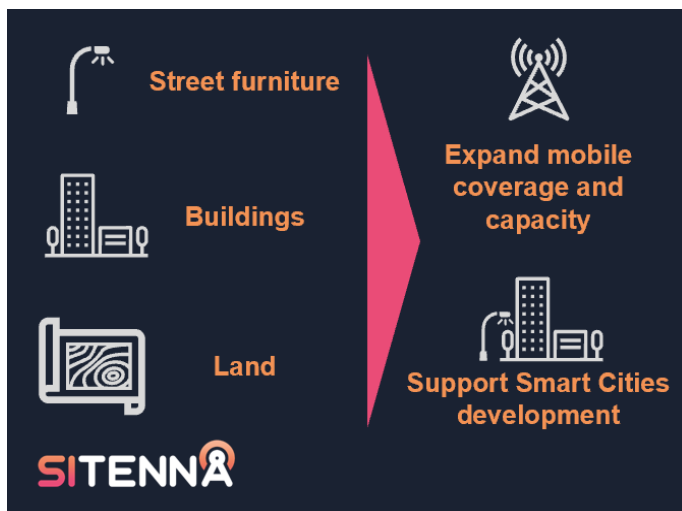 Street furniture
Buildings
Land
Expand mobile
coverage and
capacity
Support Smart Cities
development
SITENNA